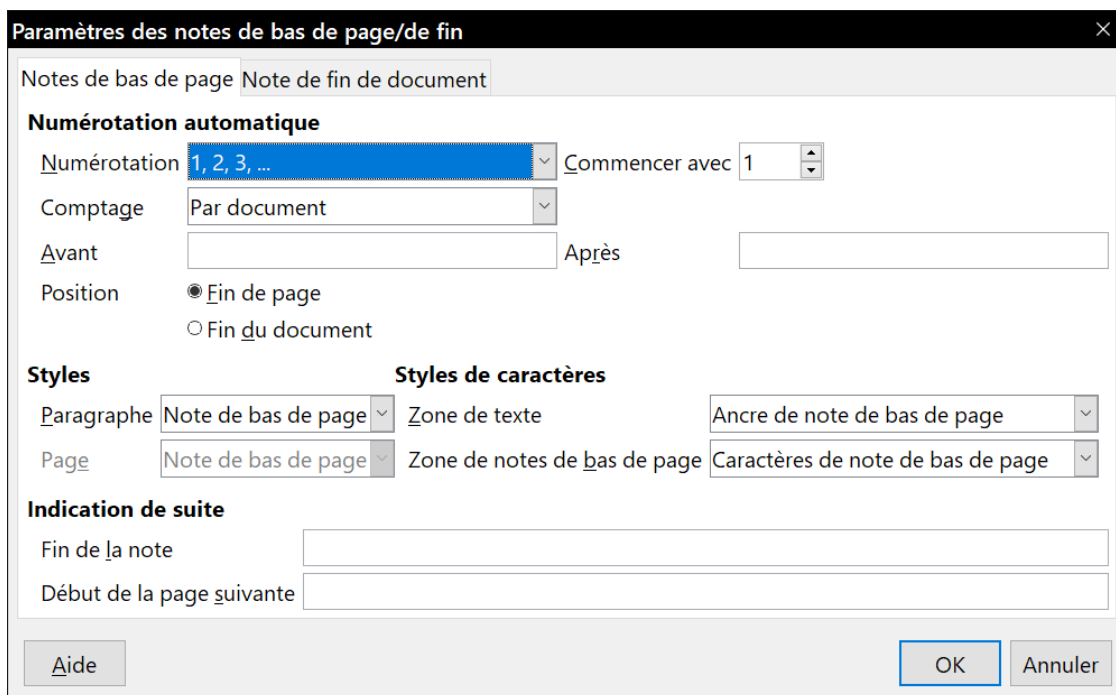 Paramètres des notes de bas de page/de fin
Notes de bas de page Note de fin de document
Numérotation automatique
Numérotation 1, 2, 3, ... Commencer avec 1
Comptage Par document
Avant Après
Position Fin de page
Fin du document
Styles Styles de caractères
Paragraphe Note de bas de page Zone de texte Ancre de note de bas de page
Page Note de bas de page Zone de notes de bas de page Caractères de note de bas de page
Indication de suite
Fin de la note
Début de la page suivante
Aide OK Annuler